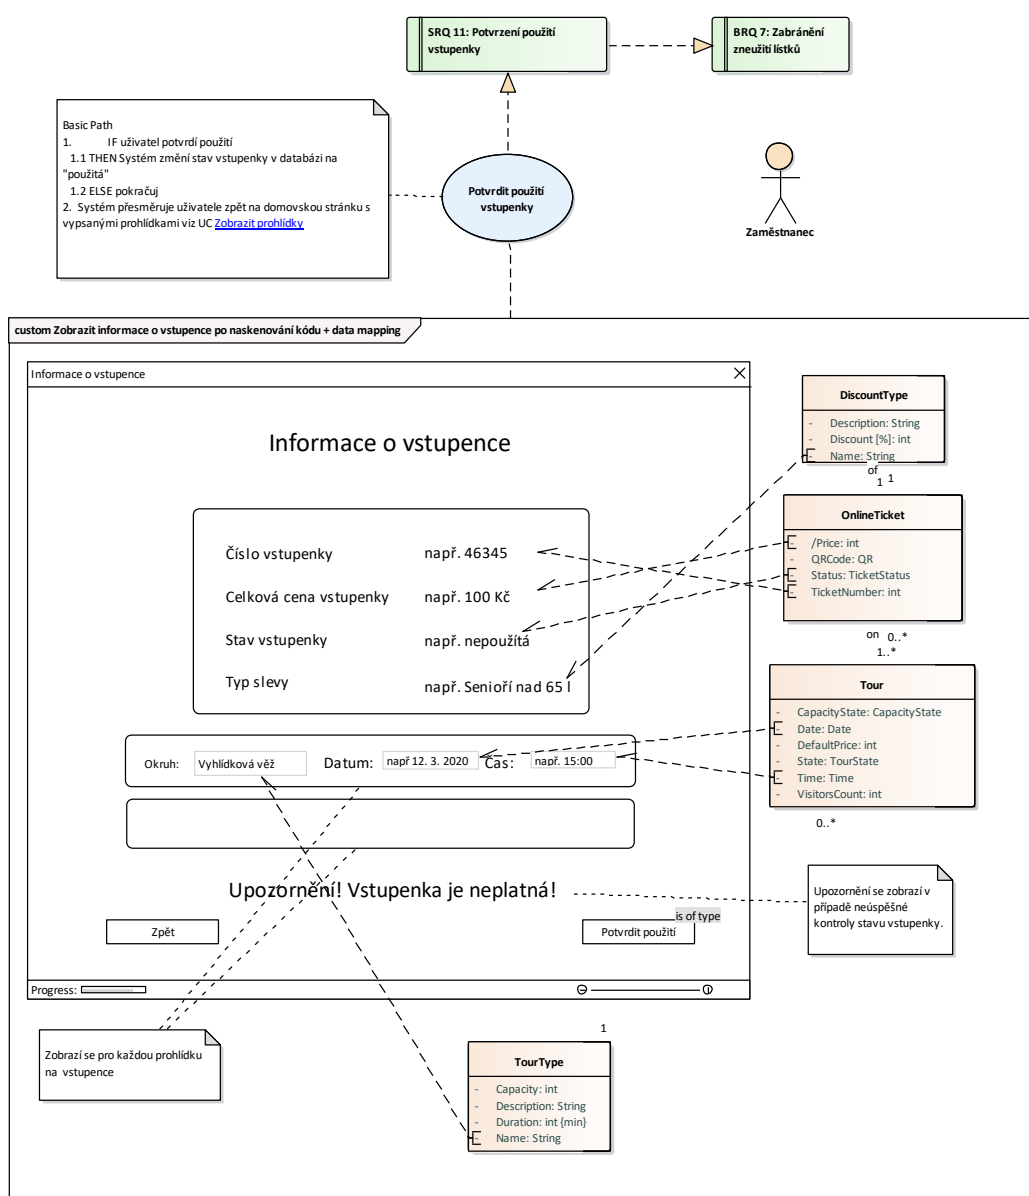 SRQ 11: Potvrzení použití
vstupenky
BRQ 7: Zabránění
zneužití lístků
Basic Path
1. IF uživatel potvrdí použití
1.1 THEN Systém změní stav vstupenky v databázi na
"použitá"
1.2 ELSE pokračuj
2. Systém přesměruje uživatele zpět na domovskou stránku s
vypsanými prohlídkami viz UC Zobrazit prohlídky
Potvrdit použití
vstupenky
Zaměstnanec
custom Zobrazit informace o vstupence po naskenování kódu + data mapping
Informace o vstupence
Informace o vstupence
Číslo vstupenky
např. 46345
Celková cena vstupenky
např. 100 Kč
Stav vstupenky
např. nepoužítá
Typ slevy
např. Senioří nad 65 l
Okruh:
Vyhlídková věž
Datum:
např 12. 3. 2020
Čas:
např. 15:00
Upozornění! Vstupenka je neplatná!
Zpět
Potvrdit použití
is of type
Progress:
DiscountType
- Description: String
- Discount [%]: int
- Name: String
of
1
1
OnlineTicket
- /Price: int
- QRCode: QR
- Status: TicketStatus
- TicketNumber: int
on
0..*
1..*
Tour
- CapacityState: CapacityState
- Date: Date
- DefaultPrice: int
- State: TourState
- Time: Time
- VisitorsCount: int
0..*
Upozornění se zobrazí v
případě neúspěšné
kontroly stavu vstupenky.
Zobrazí se pro každou prohlídku
na vstupence
1
TourType
- Capacity: int
- Description: String
- Duration: int {min}
- Name: String